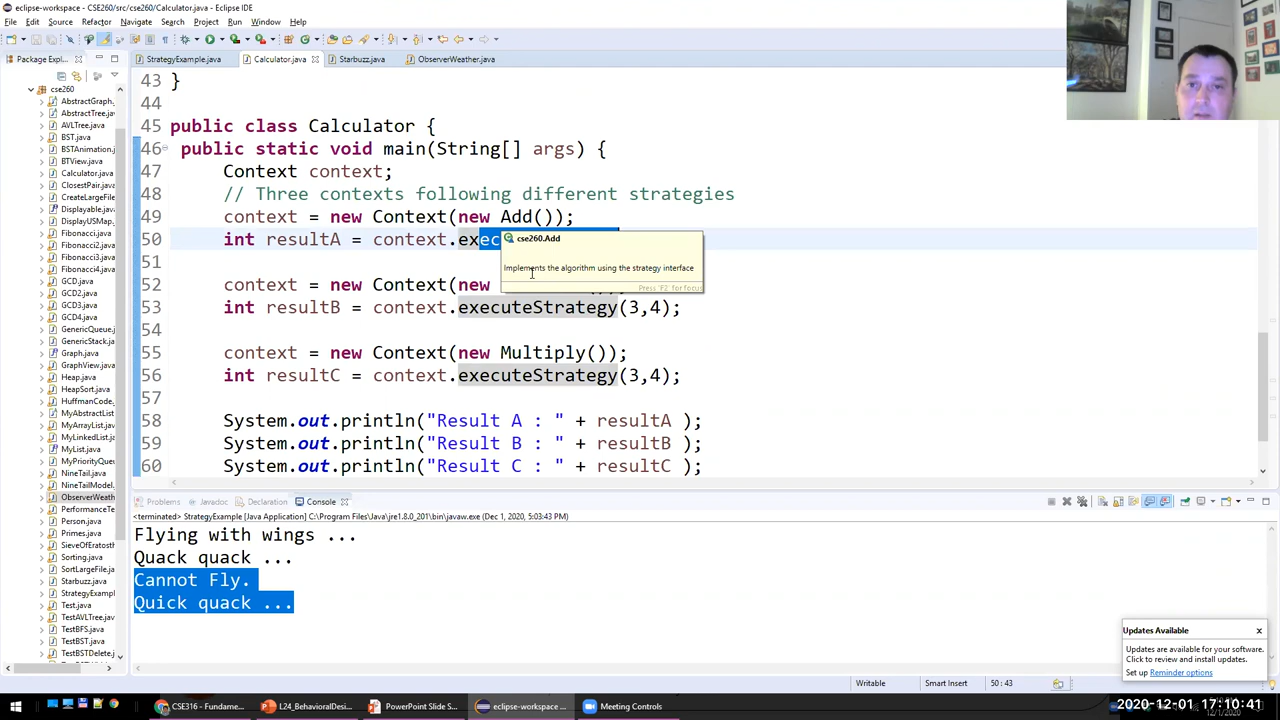 eclipse-workspace - CSE260/src/cse260/Calculator.java - Eclipse IDE
File Edit Source Refactor Navigate Search Project Run Window Help
Package Expl
StrategyExample.java
Calculator.java
Starbuzz.java
ObserverWeather.java
cse260
AbstractGraph.
AbstractTree.j
AVLTree.java
BST.java
BSTAnimation.
BTView.java
Calculator.java
ClosestPair.jav
CreateLargeFil
Displayable.jav
DisplayUSMap.
Fibonacci.java
Fibonacci2.java
Fibonacci3.java
Fibonacci4.java
GCD.java
GCD2.java
GCD3.java
GCD4.java
GenericQueue.
GenericStack.j
Graph.java
GraphView.jav
Heap.java
HeapSort.java
HuffmanCode.
MyAbstractList
MyArrayList.jav
MyLinkedList.
MyList.java
MyPriorityQue
NineTail.java
NineTailModel.
ObserverWeath
PerformanceTe
Person.java
Primes.java
SieveOfEratosth
Sorting.java
SortLargeFile.j
Starbuzz.java
StrategyExamp
Test.java
TestAVLTree.jav
TestBFS.java
TestBST.java
TestBSTDelete.
43 }
44
45 public class Calculator {
46 public static void main(String[] args) {
47 Context context;
48 // Three contexts following different strategies
49 context = new Context(new Add());
50 int resultA = context.exec
cse260.Add
Implements the algorithm using the strategy interface
Press 'F2' for focus
51
52 context = new Context(new
53 int resultB = context.executeStrategy(3,4);
54
55 context = new Context(new Multiply());
56 int resultC = context.executeStrategy(3,4);
57
58 System.out.println("Result A : " + resultA );
59 System.out.println("Result B : " + resultB );
60 System.out.println("Result C : " + resultC );
Problems Javadoc Declaration Console
<terminated> StrategyExample [Java Application] C:\Program Files\Java\jre1.8.0_201\bin\javaw.exe (Dec 1, 2020, 5:03:43 PM)
Flying with wings ...
Quack quack ...
Cannot Fly.
Quick quack ...
Updates Available
Updates are available for your software.
Click to review and install updates.
Set up Reminder options
Writable Smart Insert 50 : 43
CSE316 - Fundame...
L24_BehavioralDesi...
PowerPoint Slide S...
eclipse-workspace ...
Meeting Controls
2020-12-01 17:10:41